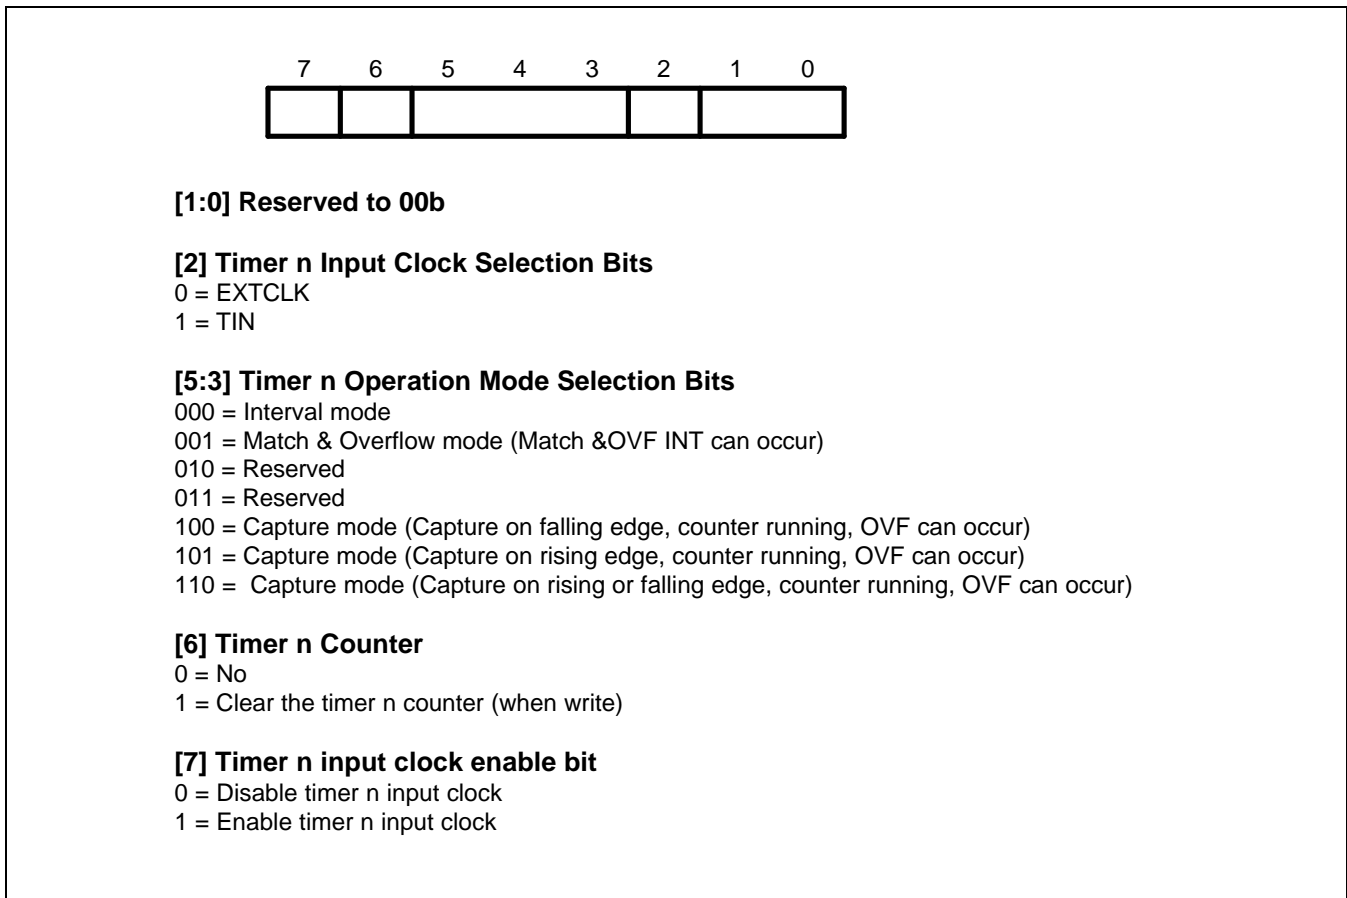 7 6 5 4 3 2 1 0
[1:0] Reserved to 00b
[2] Timer n Input Clock Selection Bits
0 = EXTCLK
1 = TIN
[5:3] Timer n Operation Mode Selection Bits
000 = Interval mode
001 = Match & Overflow mode (Match &OVF INT can occur)
010 = Reserved
011 = Reserved
100 = Capture mode (Capture on falling edge, counter running, OVF can occur)
101 = Capture mode (Capture on rising edge, counter running, OVF can occur)
110 =  Capture mode (Capture on rising or falling edge, counter running, OVF can occur)
[6] Timer n Counter
0 = No
1 = Clear the timer n counter (when write)
[7] Timer n input clock enable bit
0 = Disable timer n input clock
1 = Enable timer n input clock